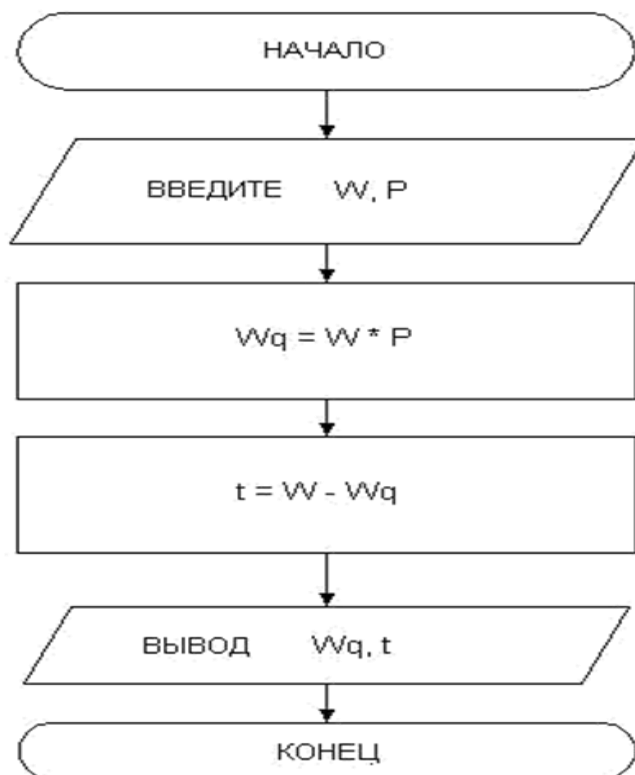 НАЧАЛО
ВВЕДИТЕ W, P
Wq = W * P
t = W - Wq
ВЫВОД Wq, t
КОНЕЦ